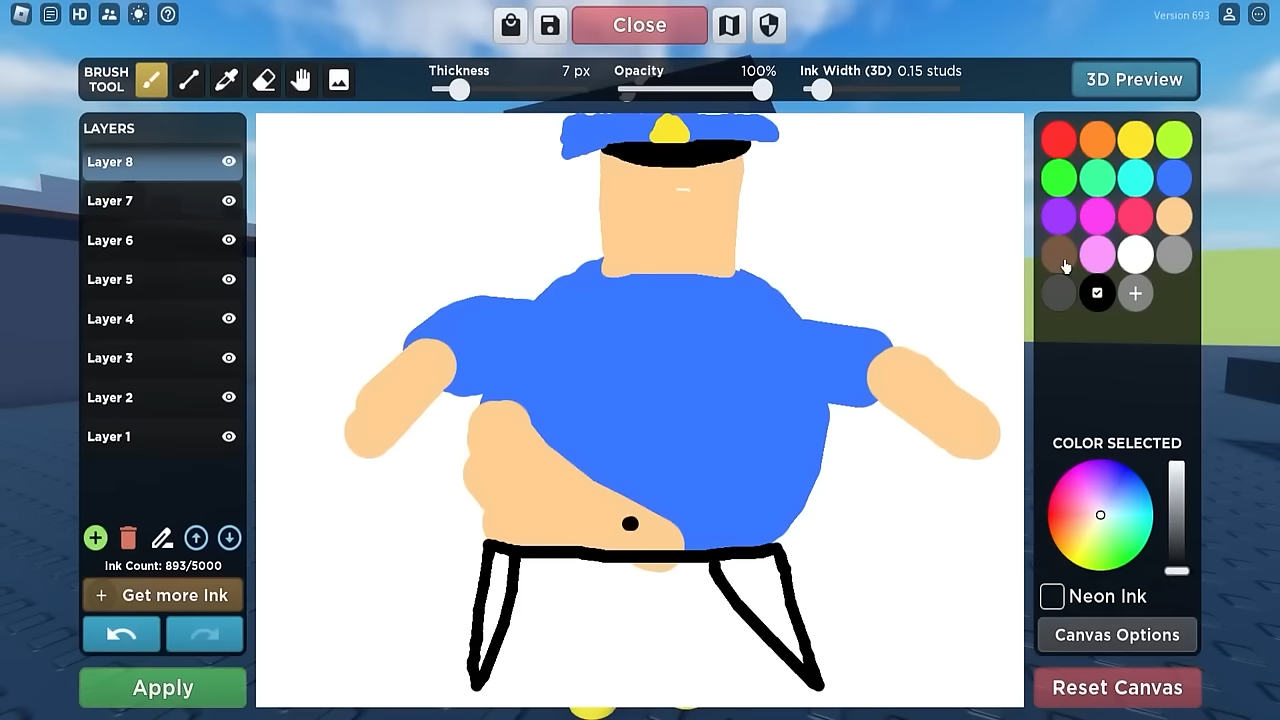 HD
Close
Version 693
BRUSH TOOL
Thickness 7 px
Opacity 100%
Ink Width (3D) 0.15 studs
3D Preview
LAYERS
Layer 8
Layer 7
Layer 6
Layer 5
Layer 4
Layer 3
Layer 2
Layer 1
Ink Count: 893/5000
+ Get more Ink
Apply
COLOR SELECTED
Neon Ink
Canvas Options
Reset Canvas